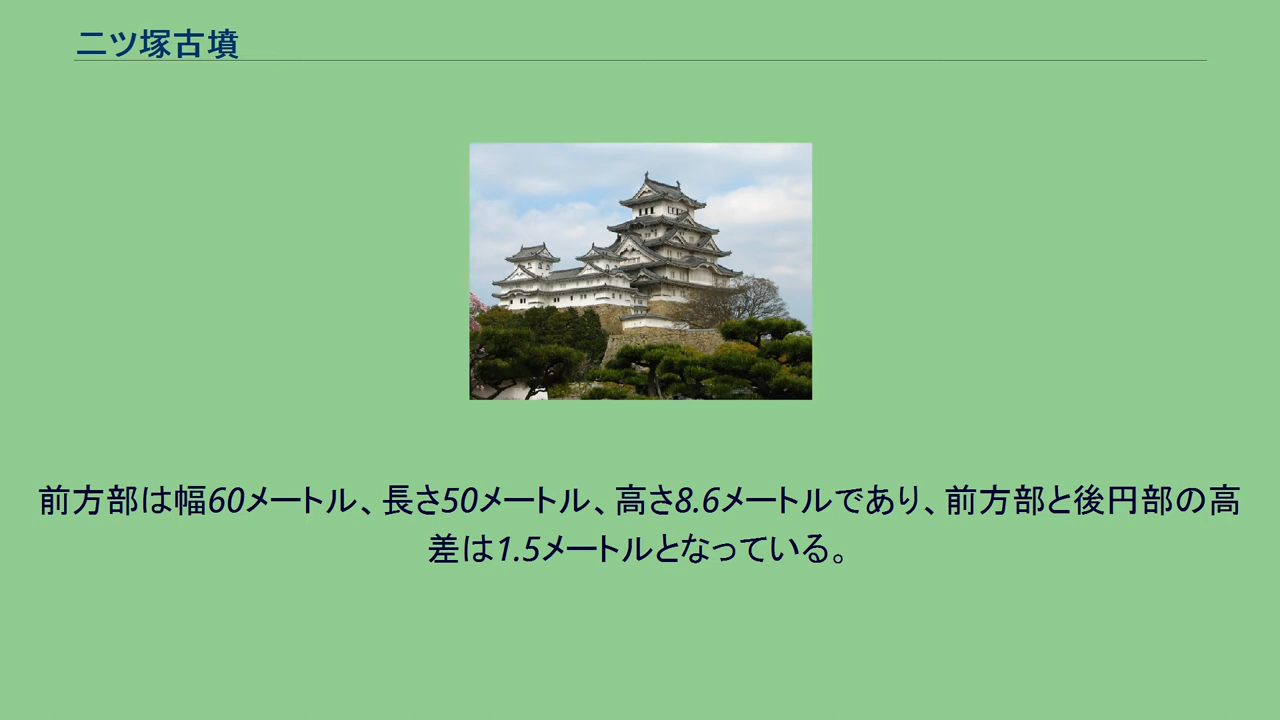 二ツ塚古墳
前方部は幅60メートル、長さ50メートル、高さ8.6メートルであり、前方部と後円部の高
差は1.5メートルとなっている。